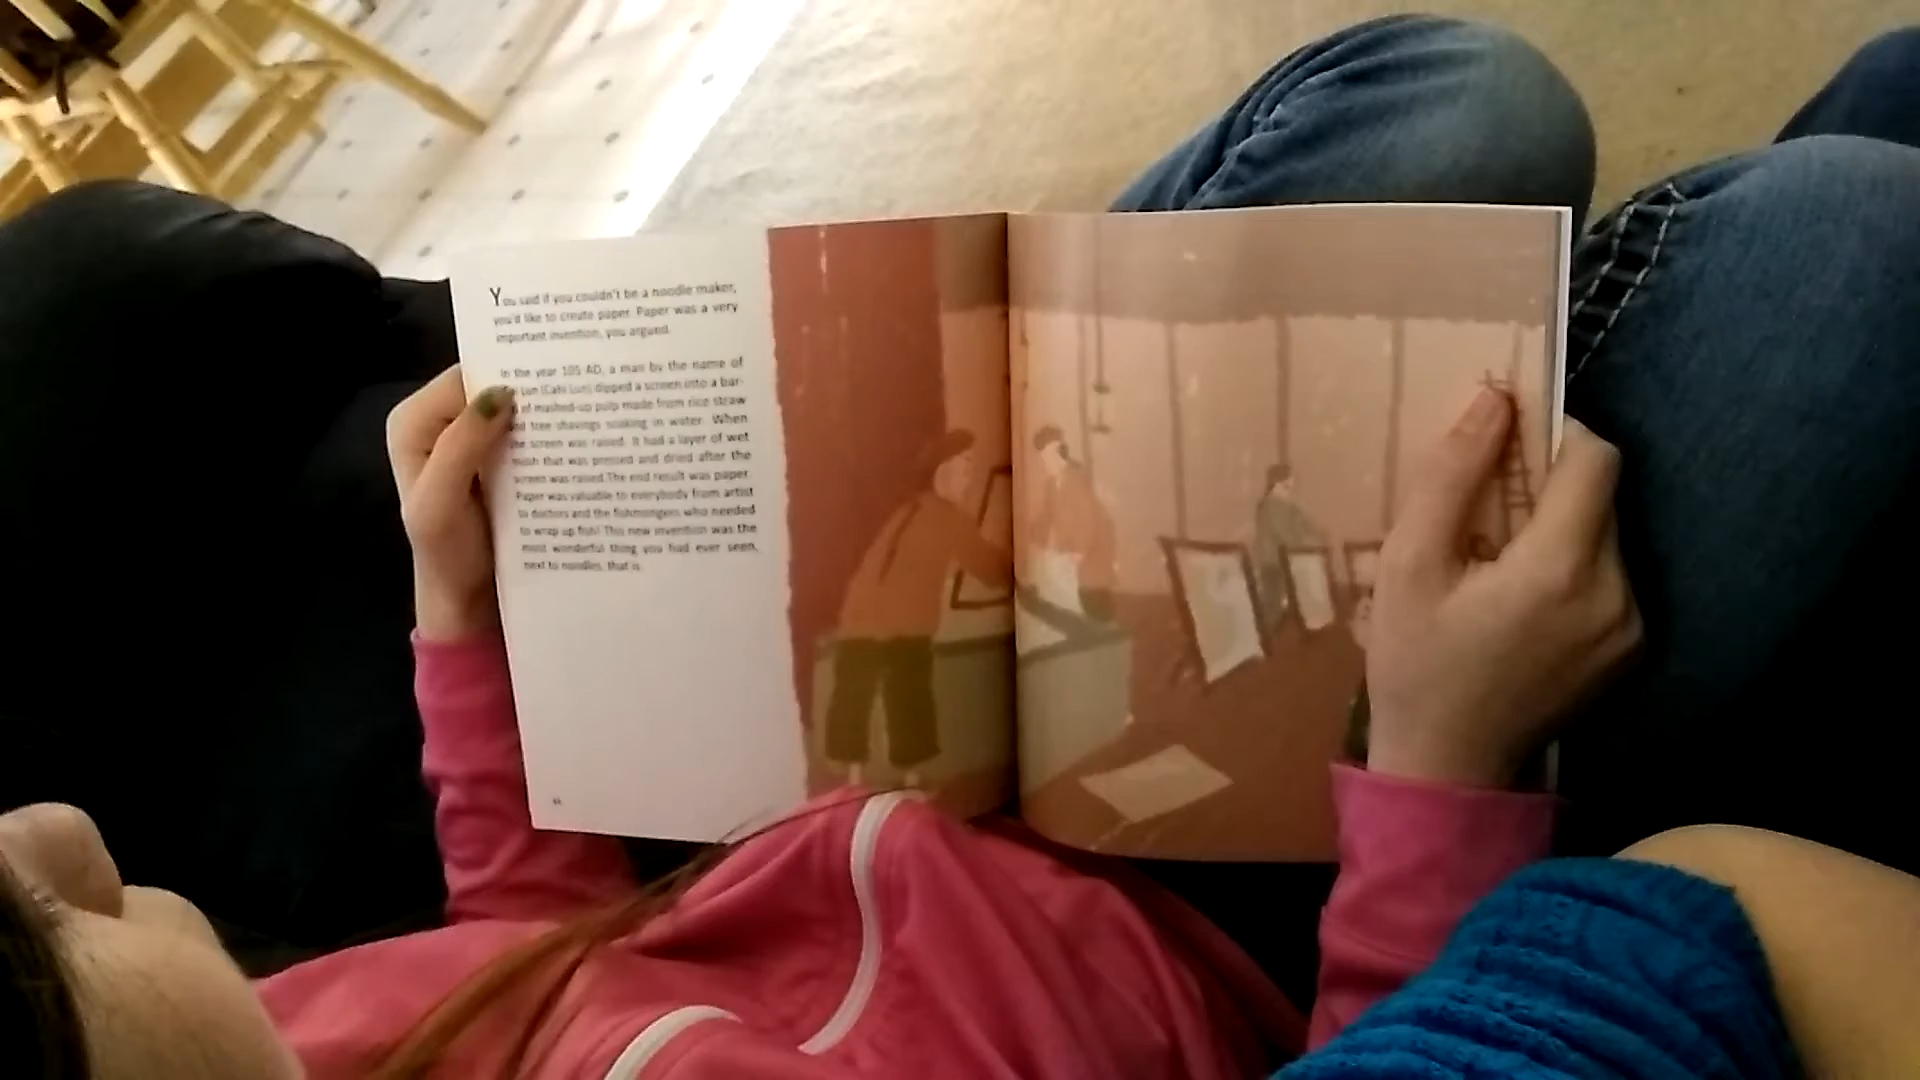 You said if you couldn't be a noodle maker,
you'd like to create paper. Paper was a very
important invention, you argued.
In the year 105 AD, a man by the name of
Lun (Cahi Lun) dipped a screen into a bar-
of mashed-up pulp made from rice straw
tree shavings soaking in water. When
the screen was raised. It had a layer of wet
mush that was pressed and dried after the
screen was raised.The end result was paper.
Paper was valuable to everybody from artist
to doctors and the fishmongers who needed
to wrap up fish! This new invention was the
most wonderful thing you had ever seen,
next to noodles, that is.